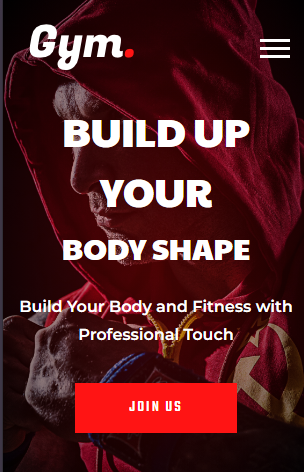 Gym.
BUILD UP
YOUR
BODY SHAPE
Build Your Body and Fitness with
Professional Touch
JOIN US